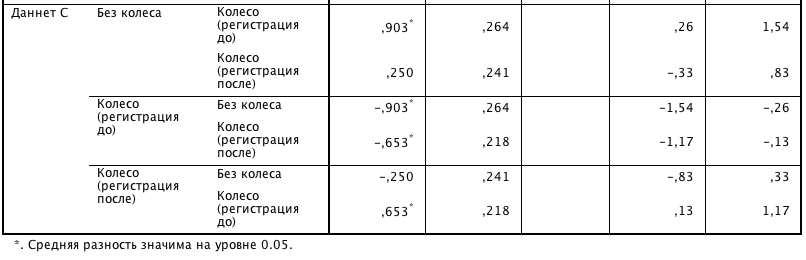 Даннет C Без колеса Колесо (регистрация до) ,903* ,264 ,26 1,54
Колесо (регистрация после) ,250 ,241 -,33 ,83
Колесо (регистрация до) Без колеса -,903* ,264 -1,54 -,26
Колесо (регистрация после) -,653* ,218 -1,17 -,13
Колесо (регистрация после) Без колеса -,250 ,241 -,83 ,33
Колесо (регистрация до) ,653* ,218 ,13 1,17
*. Средняя разность значима на уровне 0.05.